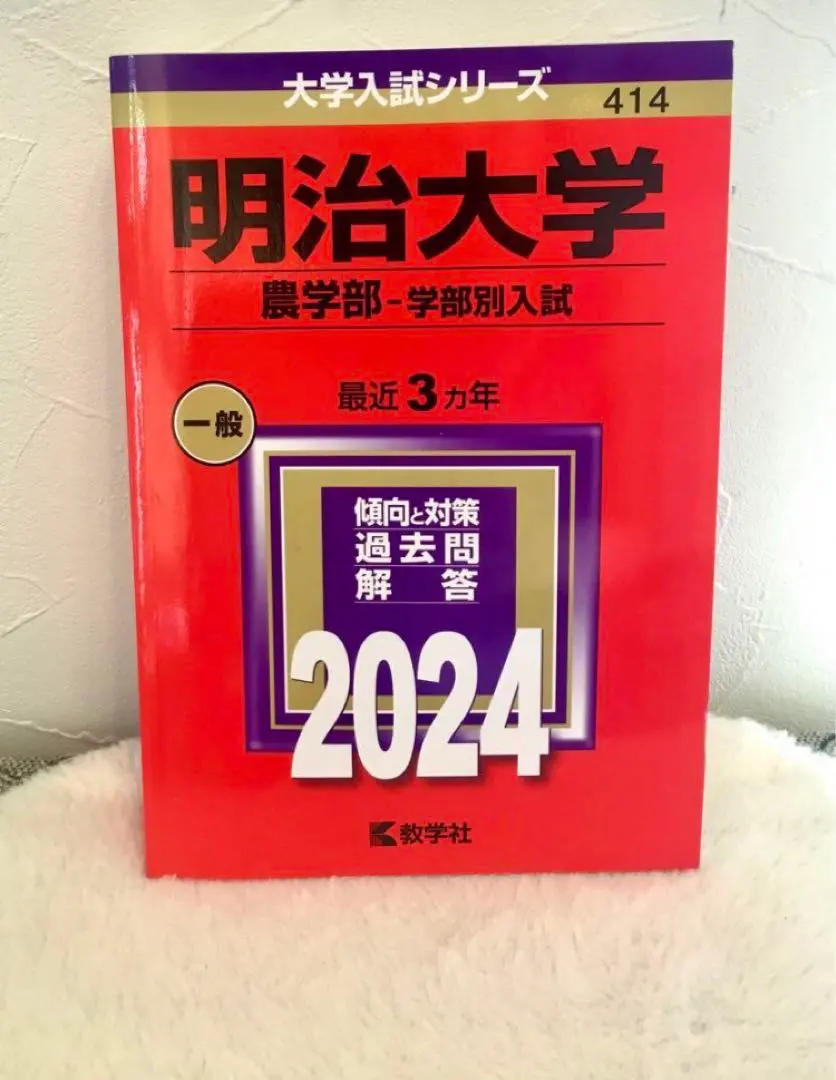 大学入試シリーズ
414
明治大学
農学部-学部別入試
最近3カ年
一般
傾向と対策
過去問
解答
2024
教学社